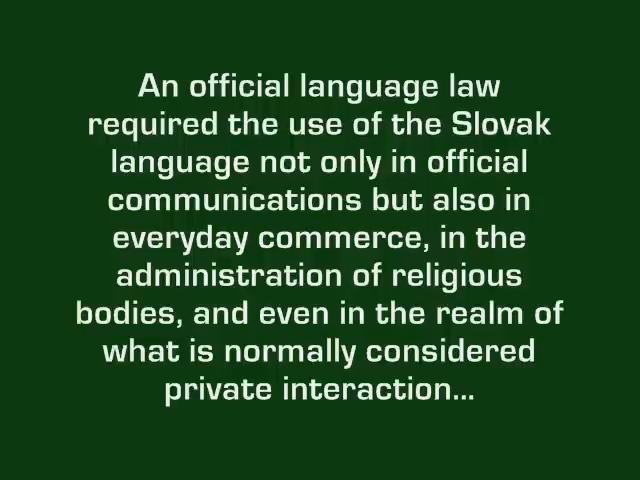 An official language law
required the use of the Slovak
language not only in official
communications but also in
everyday commerce, in the
administration of religious
bodies, and even in the realm of
what is normally considered
private interaction...